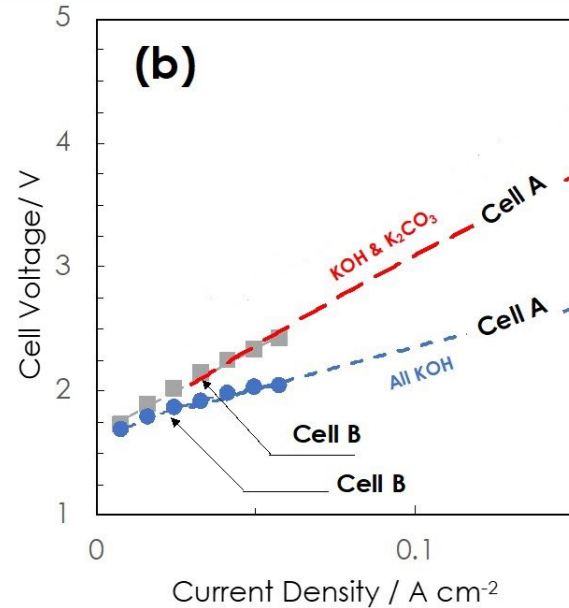 (b)
5
4
3
2
1
0
0.1
Cell Voltage/ V
Current Density / A cm⁻²
KOH & K₂CO₃
Cell A
Cell A
All KOH
Cell B
Cell B